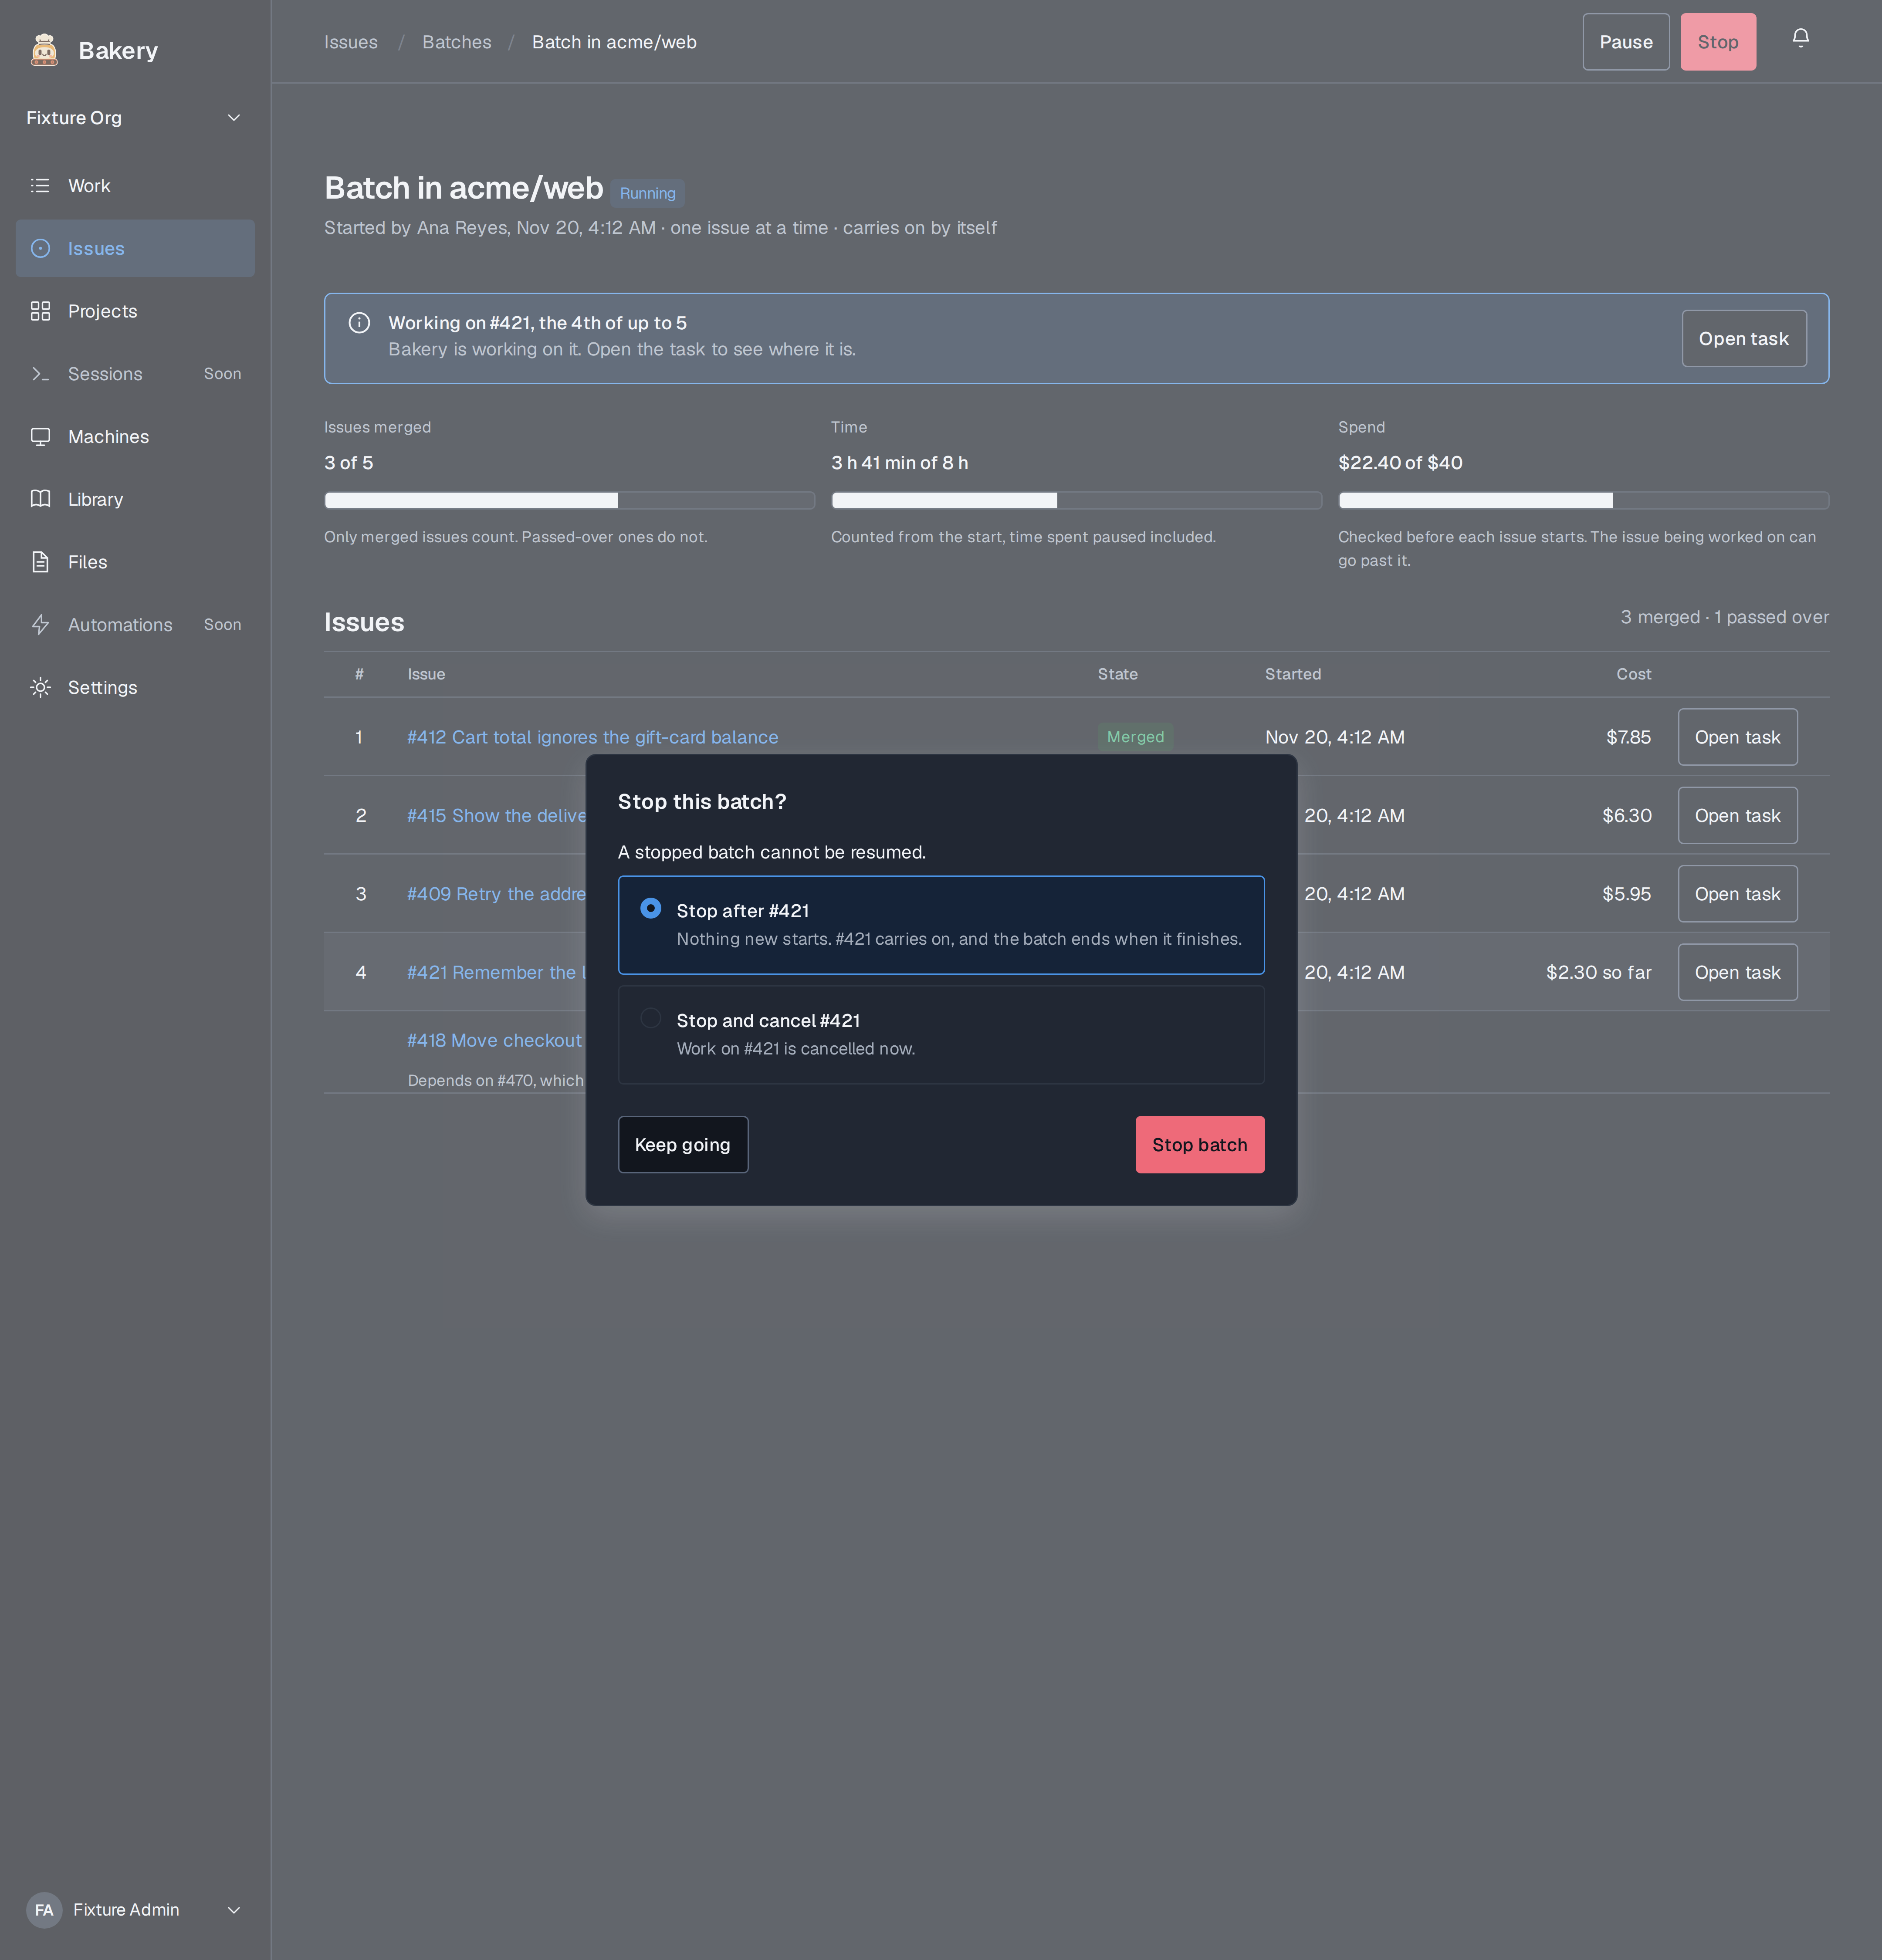 Bakery
Issues / Batches / Batch in acme/web
Pause
Stop
Fixture Org
Work
Issues
Projects
Sessions Soon
Machines
Library
Files
Automations Soon
Settings
Batch in acme/web Running
Started by Ana Reyes, Nov 20, 4:12 AM · one issue at a time · carries on by itself
Working on #421, the 4th of up to 5
Bakery is working on it. Open the task to see where it is.
Open task
Issues merged
3 of 5
Only merged issues count. Passed-over ones do not.
Time
3 h 41 min of 8 h
Counted from the start, time spent paused included.
Spend
$22.40 of $40
Checked before each issue starts. The issue being worked on can
go past it.
Issues
3 merged · 1 passed over
# Issue State Started Cost
1 #412 Cart total ignores the gift-card balance Merged Nov 20, 4:12 AM $7.85 Open task
2 #415 Show the delive 20, 4:12 AM $6.30 Open task
3 #409 Retry the addre 20, 4:12 AM $5.95 Open task
4 #421 Remember the 20, 4:12 AM $2.30 so far Open task
#418 Move checkout
Depends on #470, which
Stop this batch?
A stopped batch cannot be resumed.
Stop after #421
Nothing new starts. #421 carries on, and the batch ends when it finishes.
Stop and cancel #421
Work on #421 is cancelled now.
Keep going
Stop batch
FA Fixture Admin